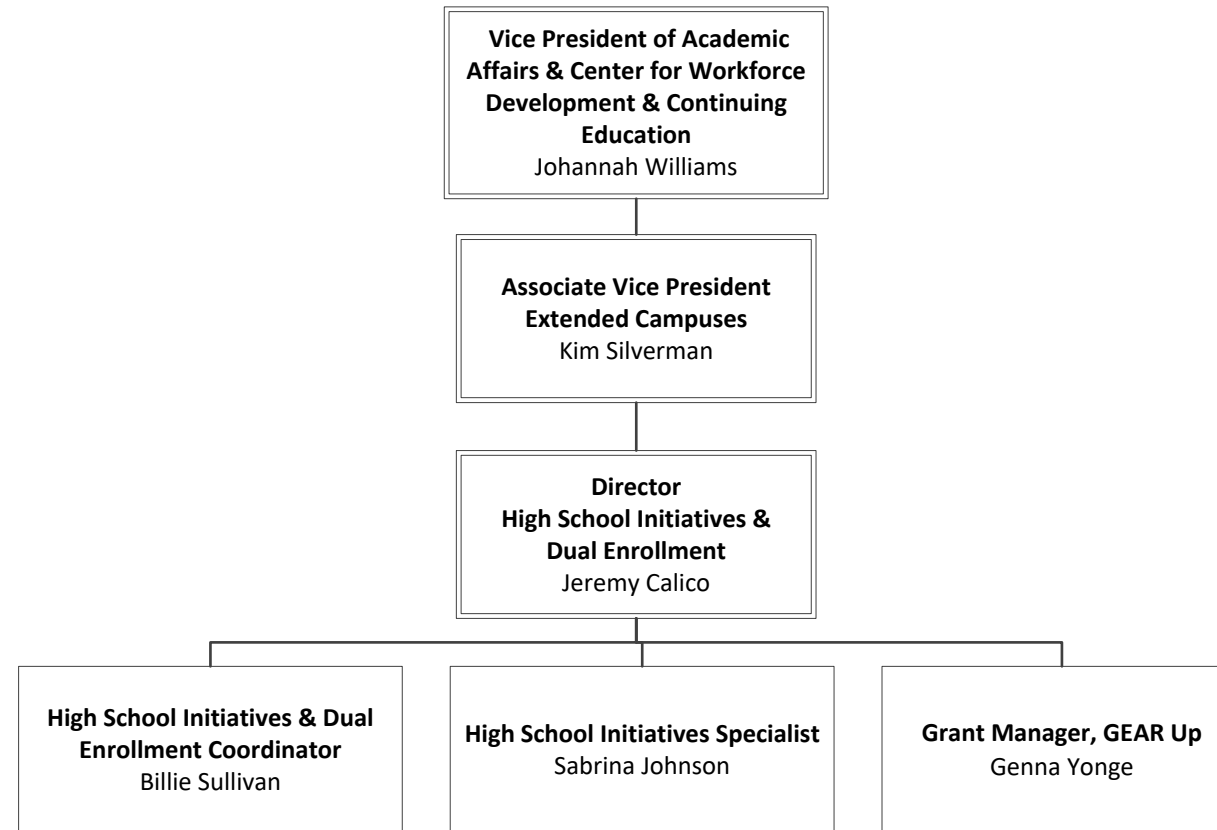 Vice President of Academic
Affairs & Center for Workforce
Development & Continuing
Education
Johannah Williams
Associate Vice President
Extended Campuses
Kim Silverman
Director
High School Initiatives &
Dual Enrollment
Jeremy Calico
High School Initiatives & Dual
Enrollment Coordinator
Billie Sullivan
High School Initiatives Specialist
Sabrina Johnson
Grant Manager, GEAR Up
Genna Yonge